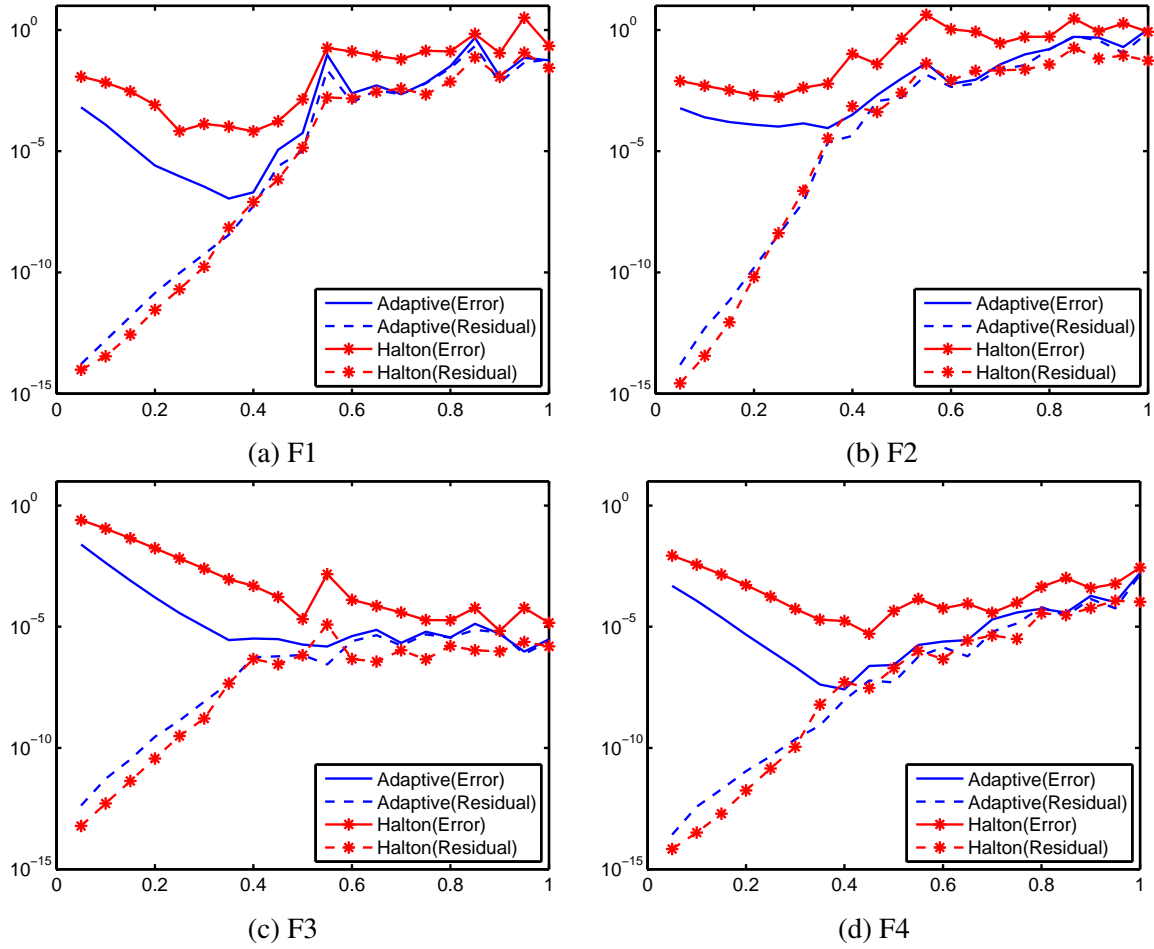 10^0
10^-5
10^-10
10^-15
0 0.2 0.4 0.6 0.8 1
Adaptive(Error)
Adaptive(Residual)
Halton(Error)
Halton(Residual)
(a) F1
10^0
10^-5
10^-10
10^-15
0 0.2 0.4 0.6 0.8 1
Adaptive(Error)
Adaptive(Residual)
Halton(Error)
Halton(Residual)
(b) F2
10^0
10^-5
10^-10
10^-15
0 0.2 0.4 0.6 0.8 1
Adaptive(Error)
Adaptive(Residual)
Halton(Error)
Halton(Residual)
(c) F3
10^0
10^-5
10^-10
10^-15
0 0.2 0.4 0.6 0.8 1
Adaptive(Error)
Adaptive(Residual)
Halton(Error)
Halton(Residual)
(d) F4